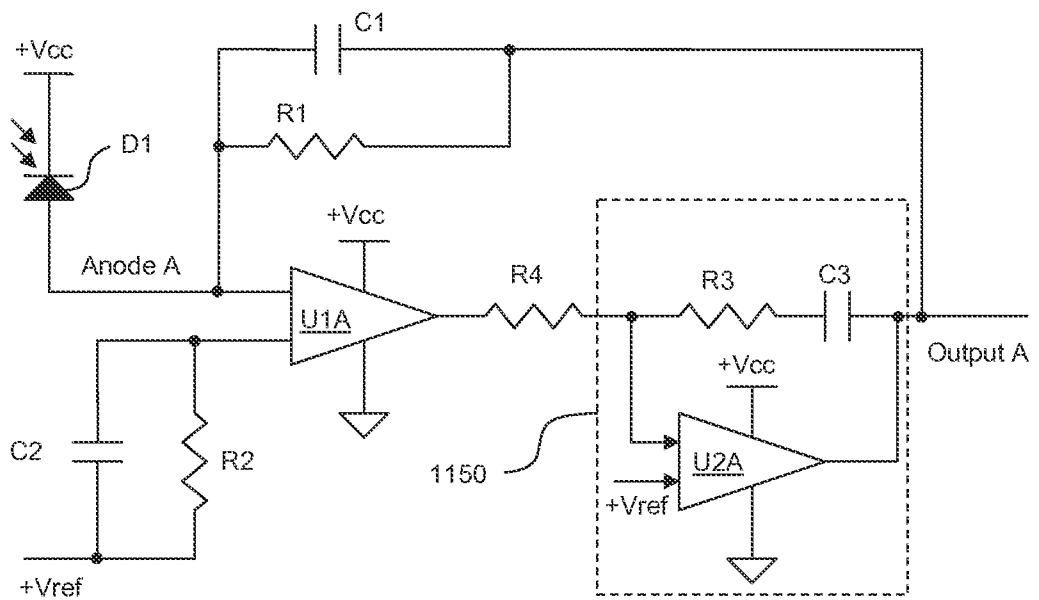 C1
+Vcc
R1
D1
+Vcc
Anode A
R4
R3
C3
U1A
+Vcc
Output A
C2
R2
1150
U2A
+Vref
+Vref